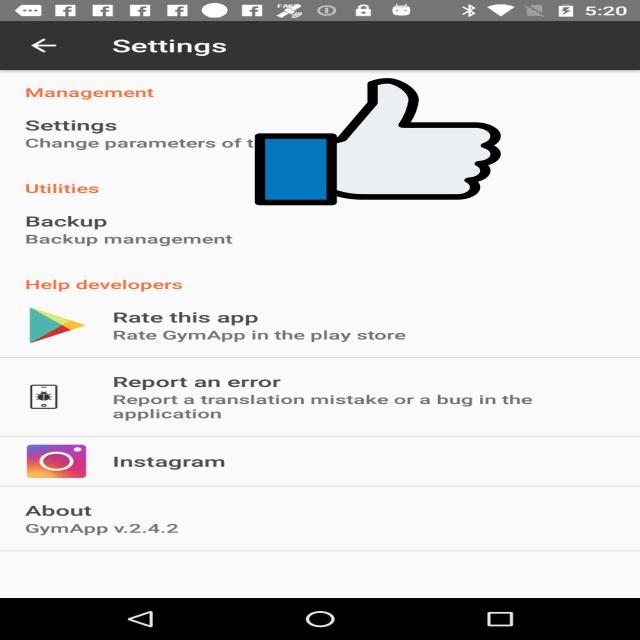 5:20
Settings
Management
Settings
Change parameters of t
Utilities
Backup
Backup management
Help developers
Rate this app
Rate GymApp in the play store
Report an error
Report a translation mistake or a bug in the
application
Instagram
About
GymApp v.2.4.2